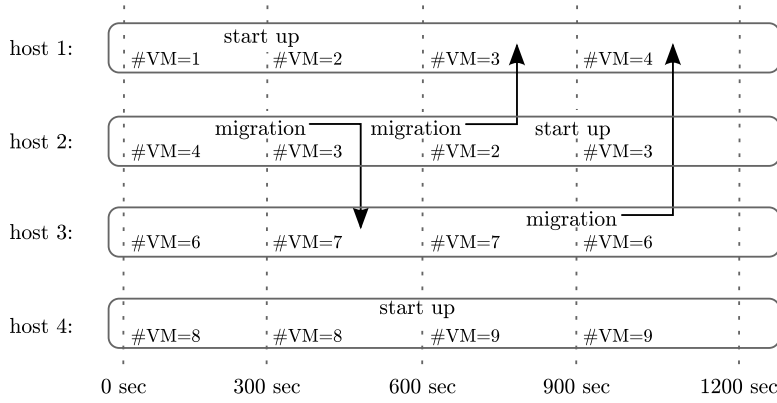 start up
host 1:
#VM=1 #VM=2 #VM=3 #VM=4
migration migration start up
host 2:
#VM=4 #VM=3 #VM=2 #VM=3
migration
host 3:
#VM=6 #VM=7 #VM=7 #VM=6
start up
host 4:
#VM=8 #VM=8 #VM=9 #VM=9
0 sec 300 sec 600 sec 900 sec 1200 sec